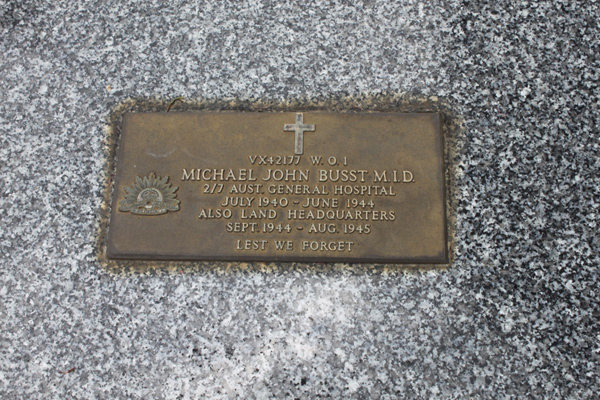 VX42177 W.O.1
MICHAEL JOHN BUSST M.I.D.
2/7 AUST. GENERAL HOSPITAL
JULY 1940 - JUNE 1944
ALSO LAND HEADQUARTERS
SEPT. 1944 - AUG. 1945
LEST WE FORGET